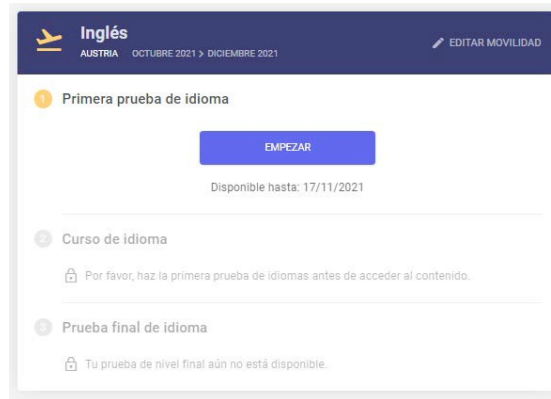 Inglés
AUSTRIA OCTUBRE 2021 > DICIEMBRE 2021
EDITAR MOVILIDAD
1 Primera prueba de idioma
EMPEZAR
Disponible hasta: 17/11/2021
2 Curso de idioma
Por favor, haz la primera prueba de idiomas antes de acceder al contenido.
3 Prueba final de idioma
Tu prueba de nivel final aún no está disponible.